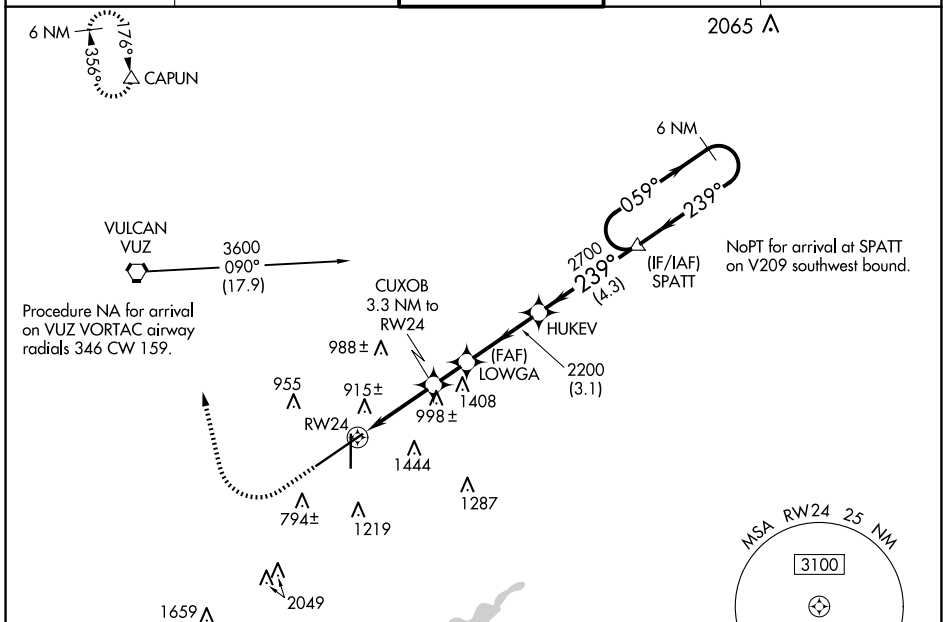 2065
6 NM
176°
356°
CAPUN
6 NM
059°
239°
VULCAN
VUZ
3600
090°
(17.9)
2700
239°
(4.3)
(IF/IAF)
SPATT
NoPT for arrival at SPATT
on V209 southwest bound.
Procedure NA for arrival
on VUZ VORTAC airway
radials 346 CW 159.
CUXOB
3.3 NM to
RW24
HUKEV
988±
(FAF)
LOWGA
2200
(3.1)
955
915±
1408
998±
RW24
1444
1287
794±
1219
MSA RW24 25 NM
3100
2049
1659